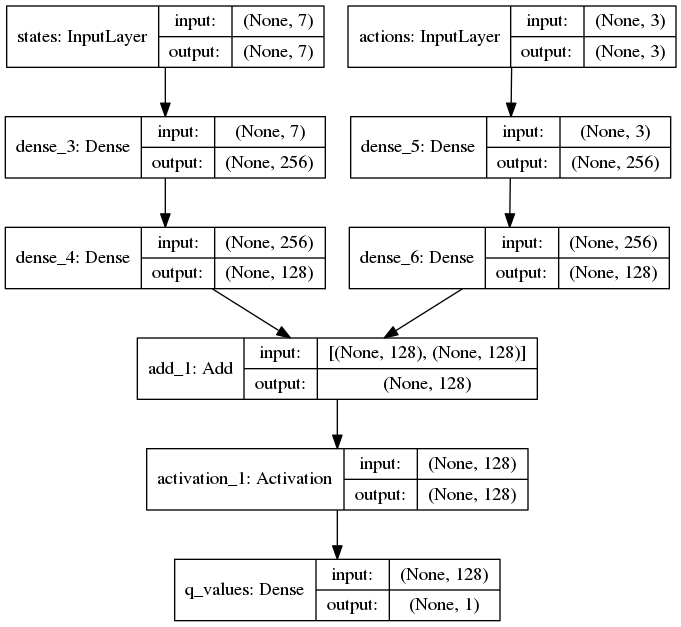 states: InputLayer
input: (None, 7)
output: (None, 7)
actions: InputLayer
input: (None, 3)
output: (None, 3)
dense_3: Dense
input: (None, 7)
output: (None, 256)
dense_5: Dense
input: (None, 3)
output: (None, 256)
dense_4: Dense
input: (None, 256)
output: (None, 128)
dense_6: Dense
input: (None, 256)
output: (None, 128)
add_1: Add
input: [(None, 128), (None, 128)]
output: (None, 128)
activation_1: Activation
input: (None, 128)
output: (None, 128)
q_values: Dense
input: (None, 128)
output: (None, 1)